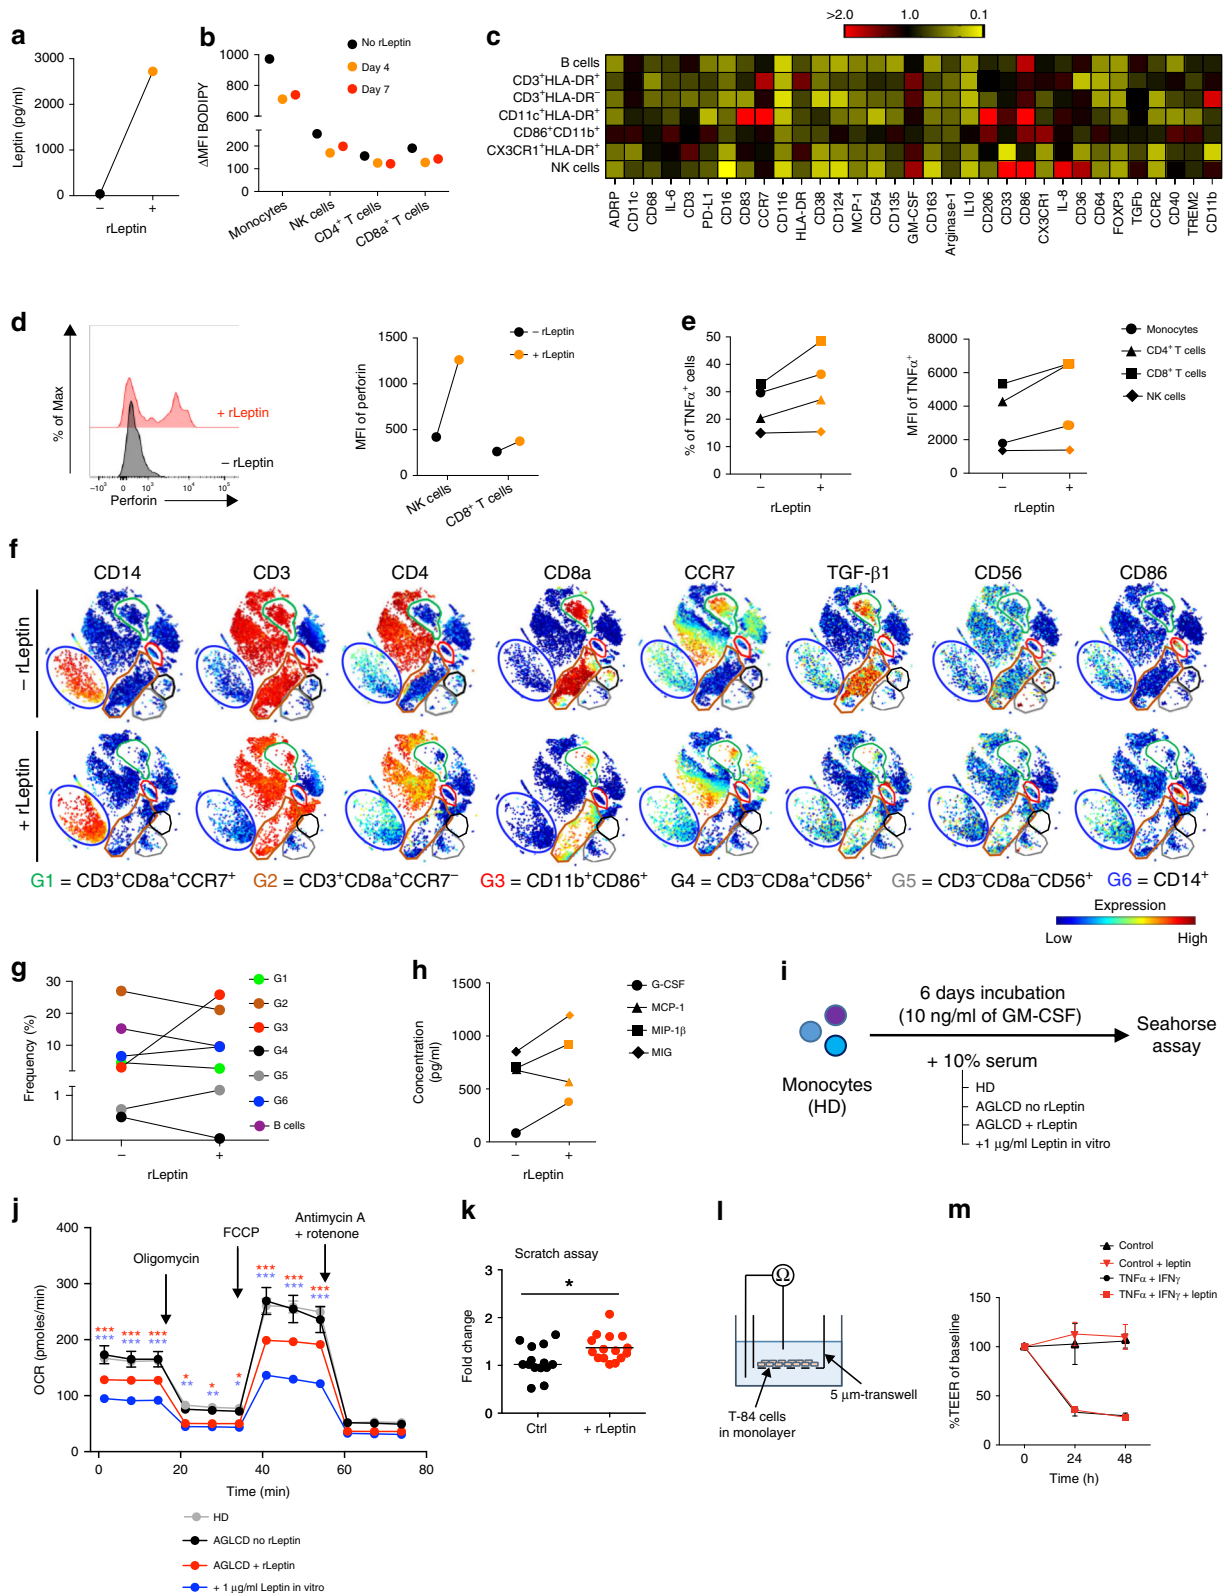 a
Leptin (pg/ml)
3000
2000
1000
0
–
+
rLeptin
b
ΔMFI BODIPY
1000
800
600
200
100
0
No rLeptin
Day 4
Day 7
Monocytes
NK cells
CD4⁺ T cells
CD8a⁺ T cells
c
>2.0
1.0
0.1
B cells
CD3⁺HLA-DR⁺
CD3⁺HLA-DR⁻
CD11c⁺HLA-DR⁺
CD86⁺CD11b⁺
CX3CR1⁺HLA-DR⁺
NK cells
ADRP
CD11c
CD68
IL-6
CD3
PD-L1
CD16
CD83
CCR7
CD116
HLA-DR
CD38
CD124
MCP-1
CD54
CD135
GM-CSF
CD163
Arginase-1
IL10
CD206
CD33
CD86
CX3CR1
IL-8
CD36
CD64
FOXP3
TGFb
CCR2
CD40
TREM2
CD11b
d
% of Max
+ rLeptin
– rLeptin
–10³
0
10³
10⁴
10⁵
Perforin
MFI of perforin
1500
1000
500
0
– rLeptin
+ rLeptin
NK cells
CD8⁺ T cells
e
% of TNFα⁺ cells
50
40
30
20
10
0
–
+
rLeptin
MFI of TNFα⁺
8000
6000
4000
2000
0
–
+
rLeptin
Monocytes
CD4⁺ T cells
CD8⁺ T cells
NK cells
f
CD14
CD3
CD4
CD8a
CCR7
TGF-β1
CD56
CD86
– rLeptin
+ rLeptin
G1 = CD3⁺CD8a⁺CCR7⁺
G2 = CD3⁺CD8a⁺CCR7⁻
G3 = CD11b⁺CD86⁺
G4 = CD3⁻CD8a⁺CD56⁺
G5 = CD3⁻CD8a⁻CD56⁺
G6 = CD14⁺
Expression
Low
High
g
Frequency (%)
30
20
10
1
0
–
+
rLeptin
G1
G2
G3
G4
G5
G6
B cells
h
Concentration
(pg/ml)
1500
1000
500
0
–
+
rLeptin
G-CSF
MCP-1
MIP-1β
MIG
i
Monocytes
(HD)
6 days incubation
(10 ng/ml of GM-CSF)
+ 10% serum
HD
AGLCD no rLeptin
AGLCD + rLeptin
+1 μg/ml Leptin in vitro
Seahorse
assay
j
OCR (pmoles/min)
400
300
200
100
0
Oligomycin
FCCP
Antimycin A
+ rotenone
*** *** *** * * * *** *** ***
*** *** *** ** ** * *** *** ***
0
20
40
60
80
Time (min)
HD
AGLCD no rLeptin
AGLCD + rLeptin
+ 1 μg/ml Leptin in vitro
k
Scratch assay
*
Fold change
3
2
1
0
Ctrl
+ rLeptin
l
Ω
5 μm-transwell
T-84 cells
in monolayer
m
Control
Control + leptin
TNFα + IFNγ
TNFα + IFNγ + leptin
%TEER of baseline
150
100
50
0
0
24
48
Time (h)